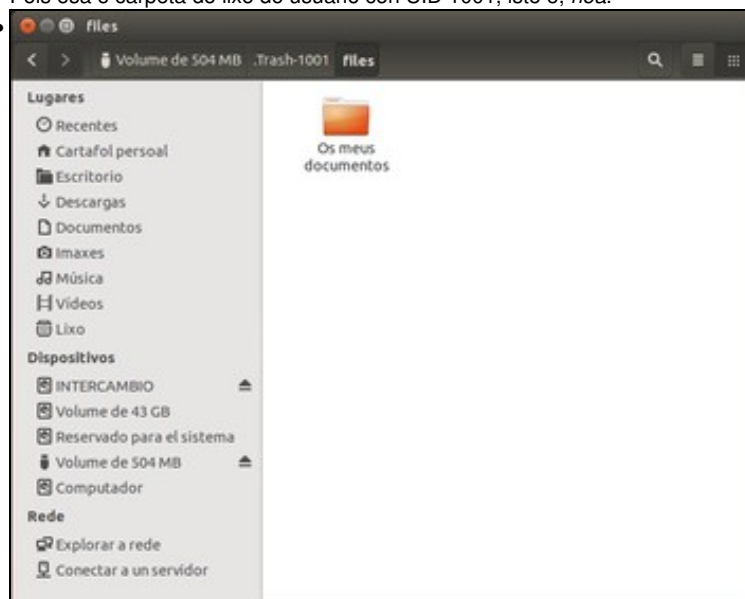 Pois esa é carpeta do lixo do usuario con UID 1001, isto é, noa.
files
Volume de 504 MB .Trash-1001 files
Lugares
Recentes
Cartafol persoal
Escritorio
Descargas
Documentos
Imaxes
Música
Vídeos
Lixo
Dispositivos
INTERCAMBIO
Volume de 43 GB
Reservado para el sistema
Volume de 504 MB
Computador
Rede
Explorar a rede
Conectar a un servidor
Os meus
documentos